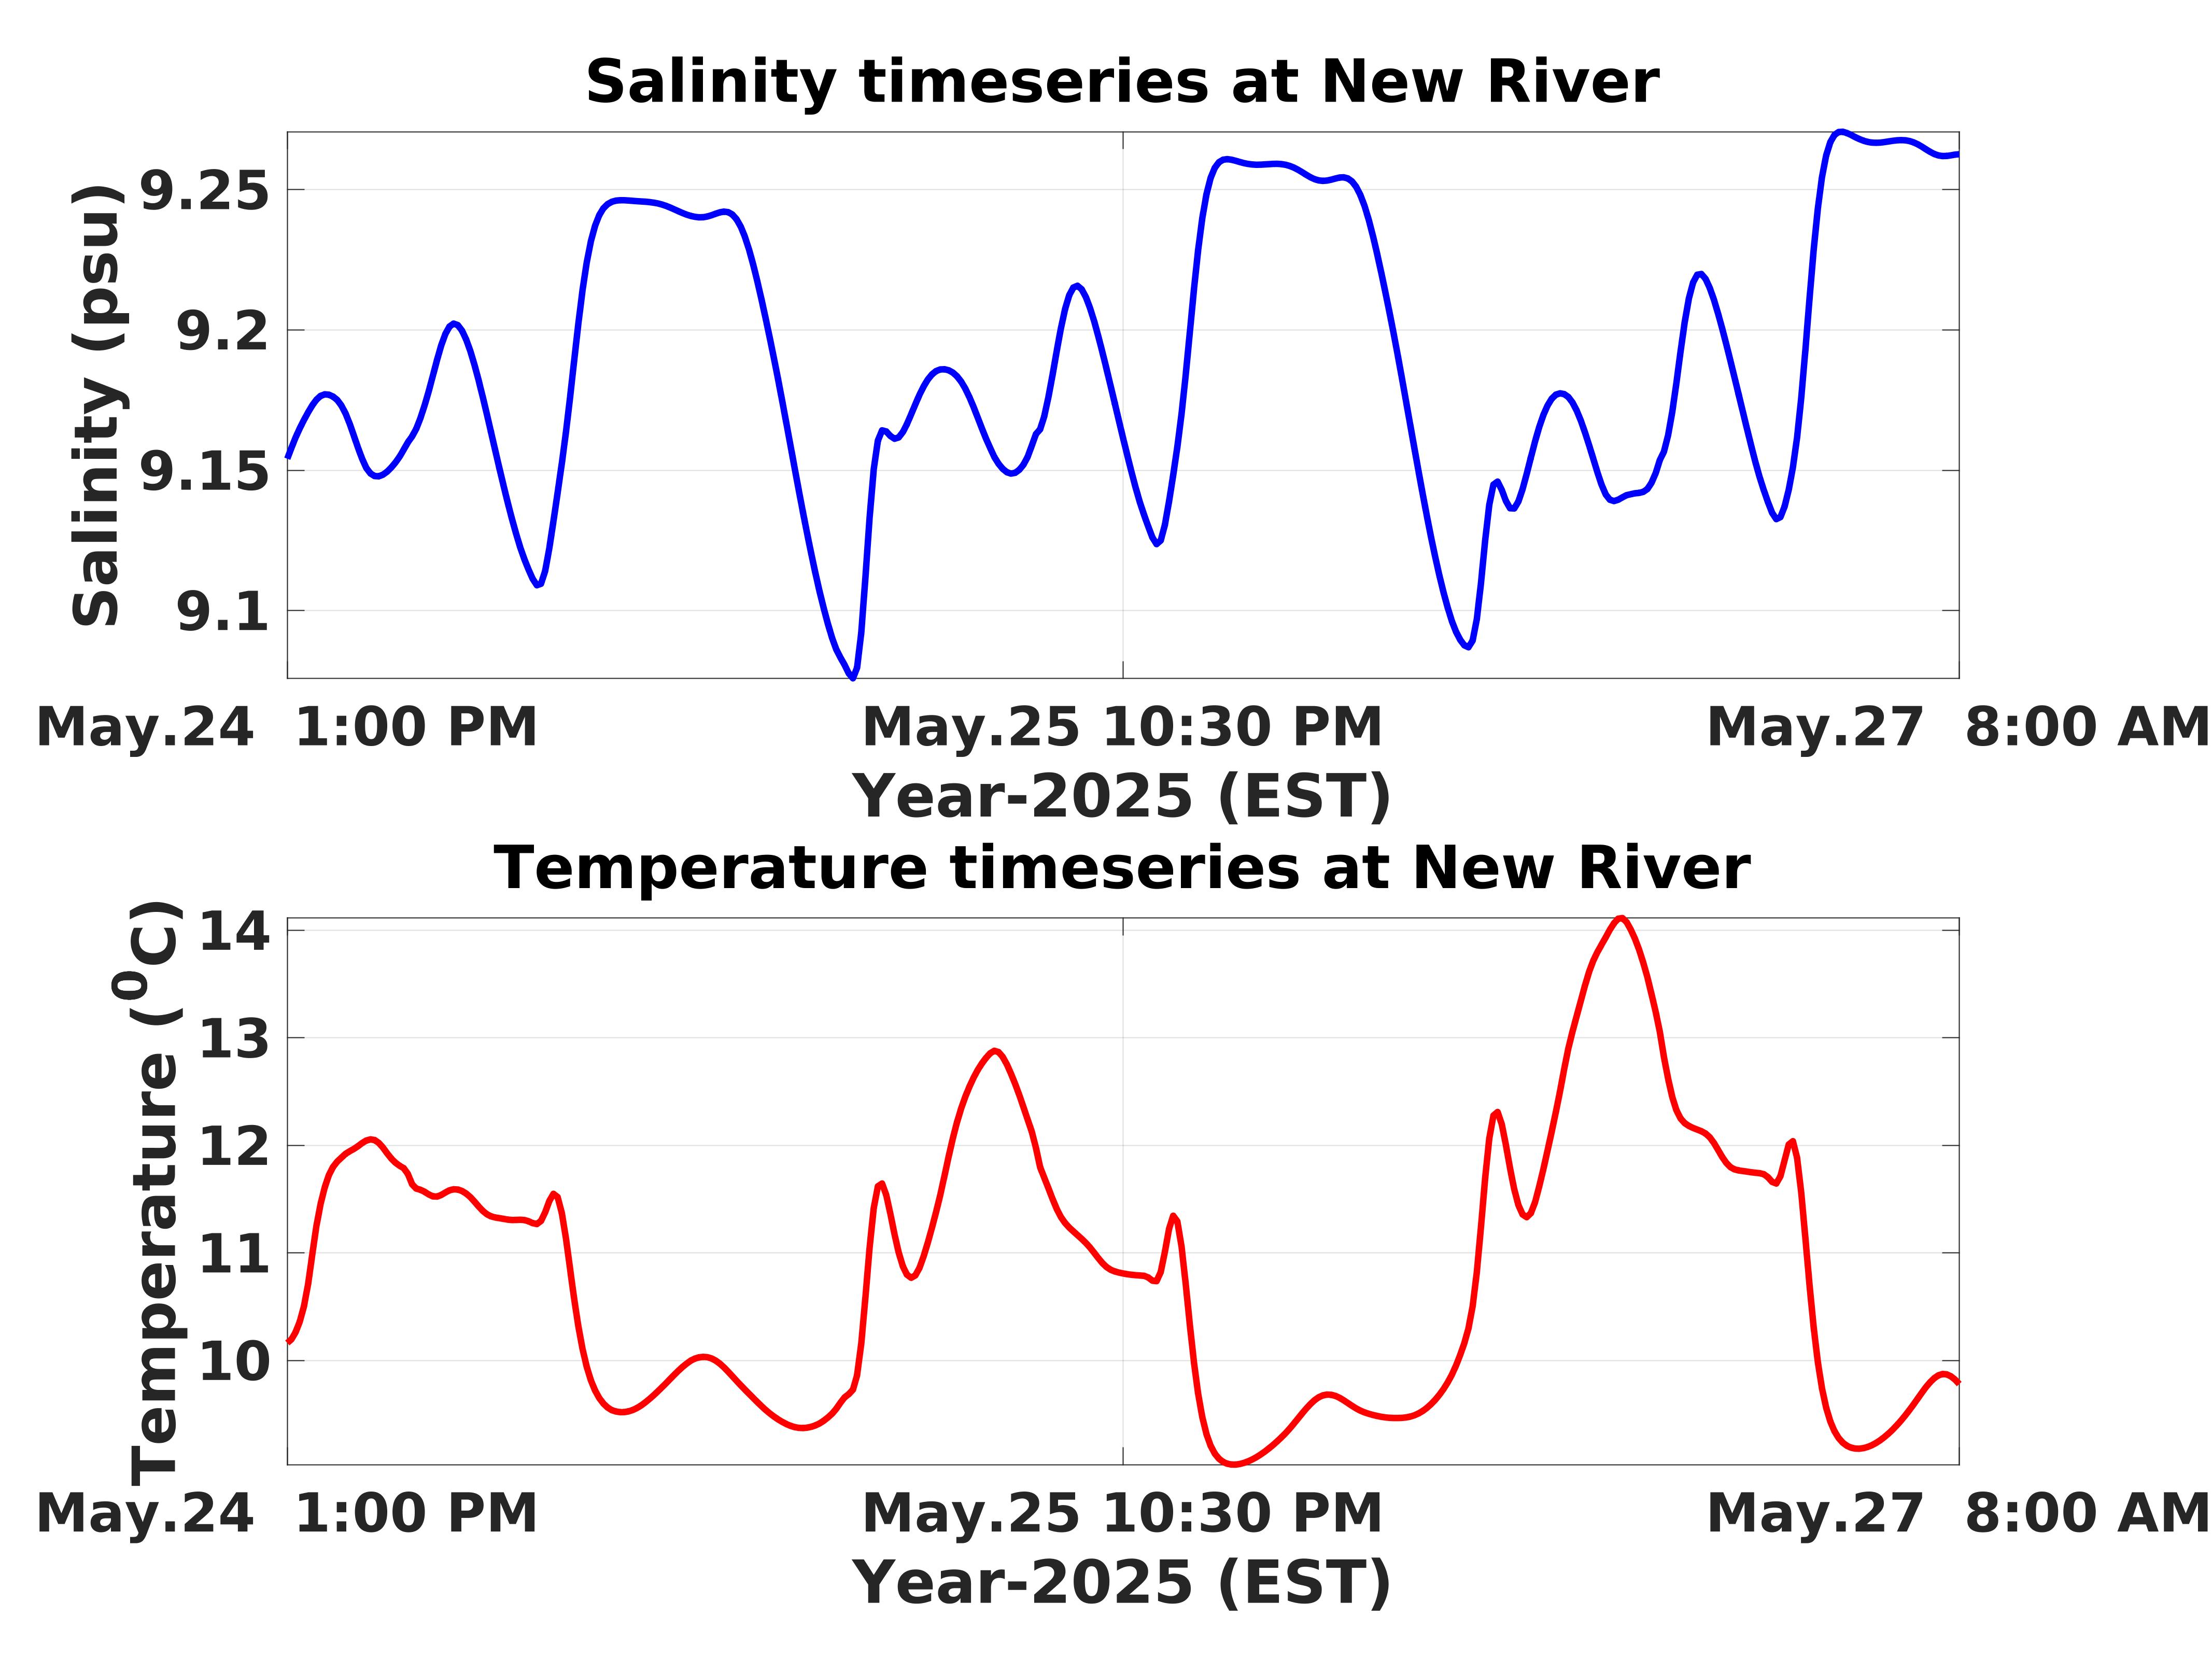 Salinity timeseries at New River
Salinity (psu)
9.25
9.2
9.15
9.1
May.24  1:00 PM
May.25 10:30 PM
May.27  8:00 AM
Year-2025 (EST)
Temperature timeseries at New River
Temperature (⁰C)
14
13
12
11
10
May.24  1:00 PM
May.25 10:30 PM
May.27  8:00 AM
Year-2025 (EST)